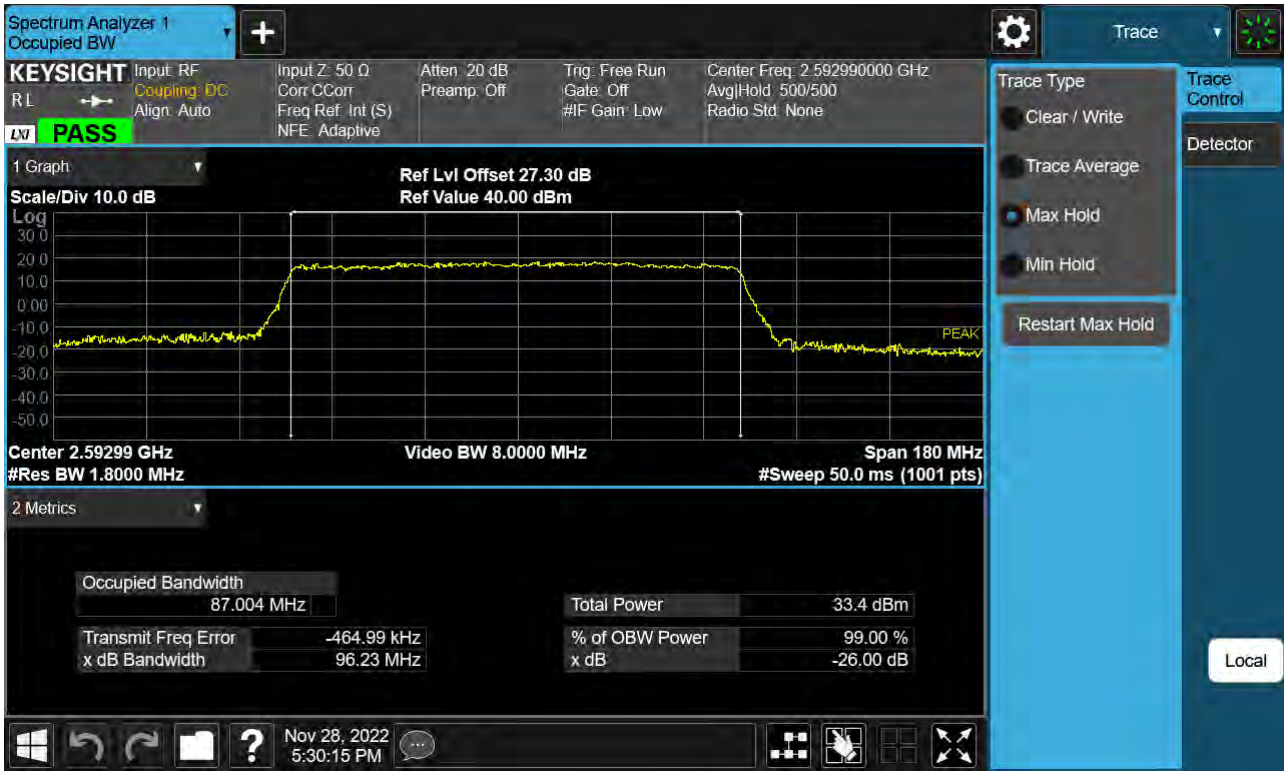 Spectrum Analyzer 1
Occupied BW
+
Trace
KEYSIGHT
RL
LXI
PASS
Input: RF
Coupling: DC
Align: Auto
Input Z: 50 Ω
Corr CCorr
Freq Ref: Int (S)
NFE: Adaptive
Atten: 20 dB
Preamp: Off
Trig: Free Run
Gate: Off
#IF Gain: Low
Center Freq: 2.592990000 GHz
Avg|Hold: 500/500
Radio Std: None
1 Graph
Scale/Div 10.0 dB
Ref Lvl Offset 27.30 dB
Ref Value 40.00 dBm
Log
30.0
20.0
10.0
0.00
-10.0
-20.0
-30.0
-40.0
-50.0
PEAK
Center 2.59299 GHz
Video BW 8.0000 MHz
Span 180 MHz
#Res BW 1.8000 MHz
#Sweep 50.0 ms (1001 pts)
2 Metrics
Occupied Bandwidth
87.004 MHz
Total Power 33.4 dBm
Transmit Freq Error -464.99 kHz
% of OBW Power 99.00 %
x dB Bandwidth 96.23 MHz
x dB -26.00 dB
Trace Type
Clear / Write
Trace Average
Max Hold
Min Hold
Restart Max Hold
Trace
Control
Detector
Local
?
Nov 28, 2022
5:30:15 PM